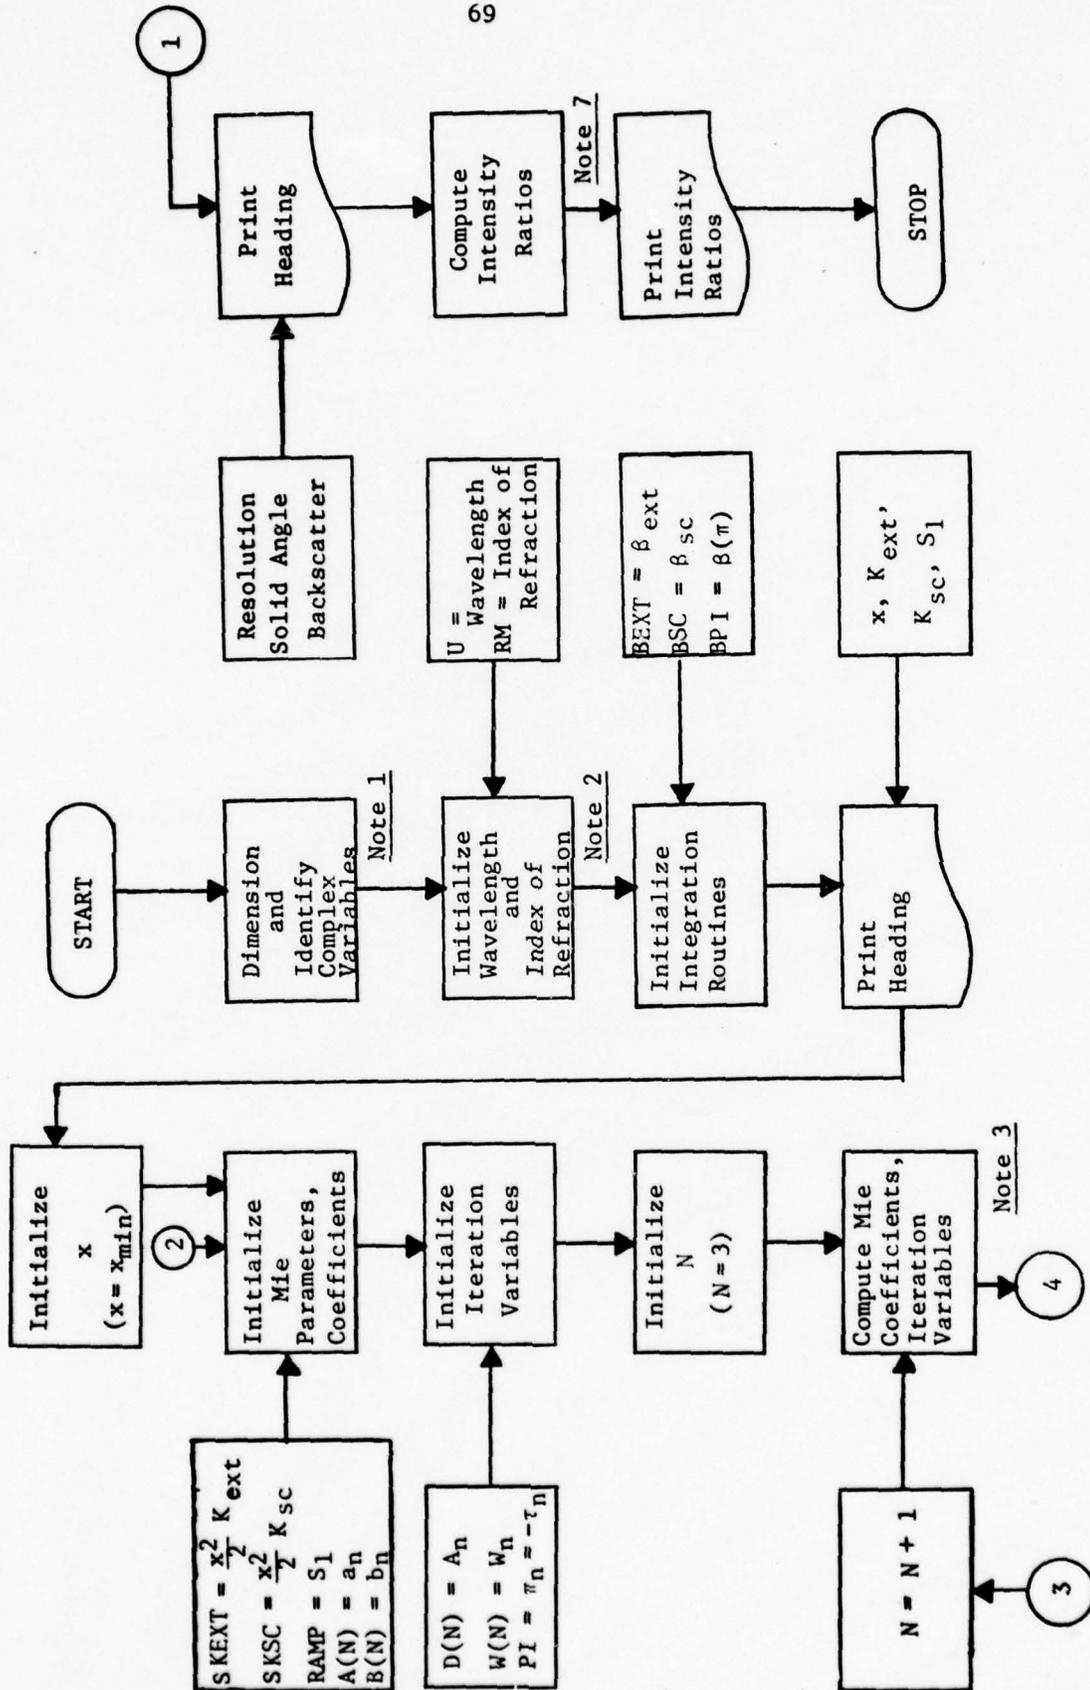 69
START
Dimension
and
Identify
Complex
Variables
Note 1
Initialize
Wavelength
and
Index of
Refraction
U =
Wavelength
RM = Index of
Refraction
Note 2
Initialize
Integration
Routines
BEXT = β ext
BSC = β sc
BPI = β(π)
Print
Heading
x, K ext,
K sc, S1
Initialize
x
(x = x min)
2
Initialize
Mie
Parameters,
Coefficients
SKEXT = x²/2 K ext
SKSC = x²/2 K sc
RAMP = S1
A(N) = an
B(N) = bn
Initialize
Iteration
Variables
D(N) = An
W(N) = Wn
PI = πn = -τn
Initialize
N
(N = 3)
Compute Mie
Coefficients,
Iteration
Variables
Note 3
N = N + 1
3
4
1
Print
Heading
Resolution
Solid Angle
Backscatter
Compute
Intensity
Ratios
Note 7
Print
Intensity
Ratios
STOP